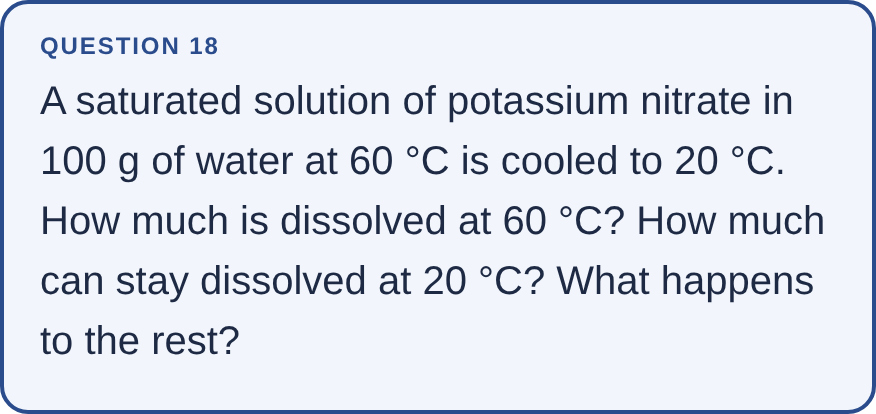 QUESTION 18
A saturated solution of potassium nitrate in
100 g of water at 60 °C is cooled to 20 °C.
How much is dissolved at 60 °C? How much
can stay dissolved at 20 °C? What happens
to the rest?